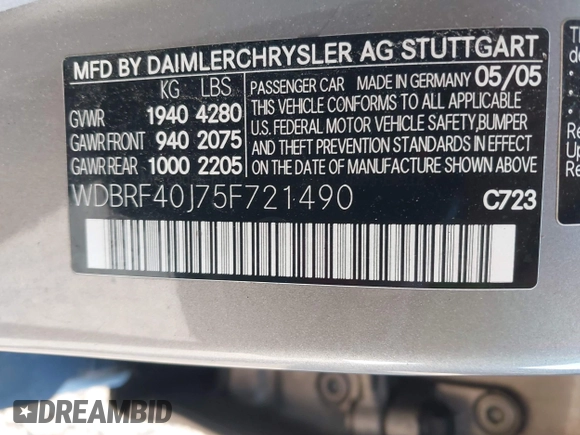 MFD BY DAIMLERCHRYSLER AG STUTTGART
KG LBS
GVWR 1940 4280
GAWR FRONT 940 2075
GAWR REAR 1000 2205
PASSENGER CAR MADE IN GERMANY 05/05
THIS VEHICLE CONFORMS TO ALL APPLICABLE
U.S. FEDERAL MOTOR VEHICLE SAFETY, BUMPER
AND THEFT PREVENTION STANDARDS IN EFFECT
ON THE DATE OF MANUFACTURE SHOWN ABOVE.
WDBRF40J75F721490
C723
DREAMBID